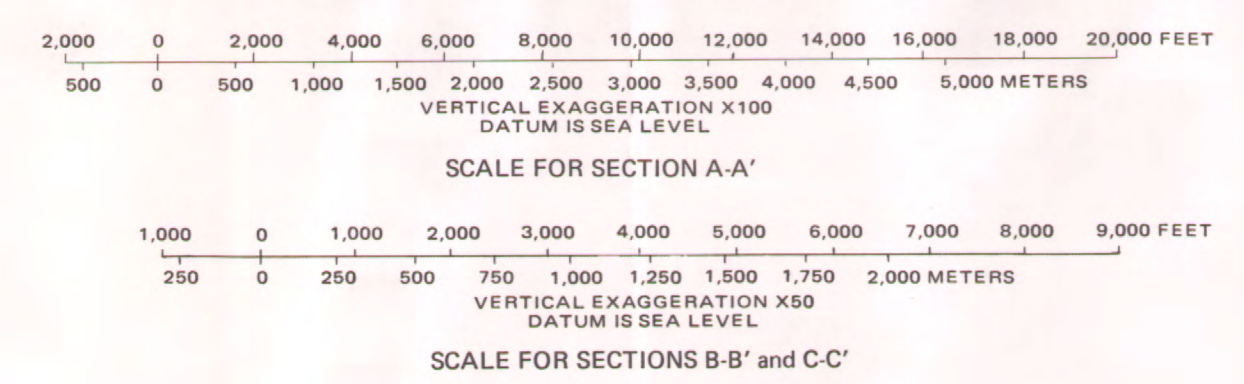 2,000 0 2,000 4,000 6,000 8,000 10,000 12,000 14,000 16,000 18,000 20,000 FEET
500 0 500 1,000 1,500 2,000 2,500 3,000 3,500 4,000 4,500 5,000 METERS
VERTICAL EXAGGERATION X100
DATUM IS SEA LEVEL
SCALE FOR SECTION A-A′
1,000 0 1,000 2,000 3,000 4,000 5,000 6,000 7,000 8,000 9,000 FEET
250 0 250 500 750 1,000 1,250 1,500 1,750 2,000 METERS
VERTICAL EXAGGERATION X50
DATUM IS SEA LEVEL
SCALE FOR SECTIONS B-B′ and C-C′